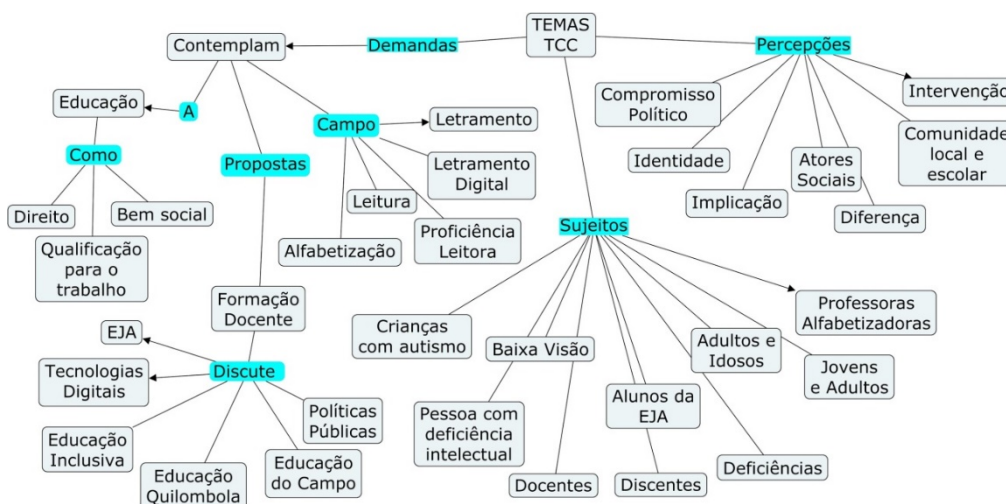 TEMAS
TCC
Contemplam
Demandas
Percepções
Educação
A
Campo
Letramento
Compromisso
Político
Intervenção
Como
Propostas
Letramento
Digital
Identidade
Atores
Sociais
Comunidade
local e
escolar
Direito
Bem social
Leitura
Implicação
Diferença
Qualificação
para o
trabalho
Alfabetização
Proficiência
Leitora
Sujeitos
Formação
Docente
Professoras
Alfabetizadoras
EJA
Crianças
com autismo
Baixa Visão
Adultos e
Idosos
Jovens
e Adultos
Tecnologias
Digitais
Discute
Políticas
Públicas
Pessoa com
deficiência
intelectual
Alunos da
EJA
Educação
Inclusiva
Educação
Quilombola
Educação
do Campo
Docentes
Discentes
Deficiências